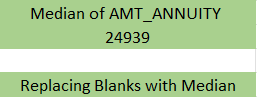 Median of AMT_ANNUITY
24939
Replacing Blanks with Median